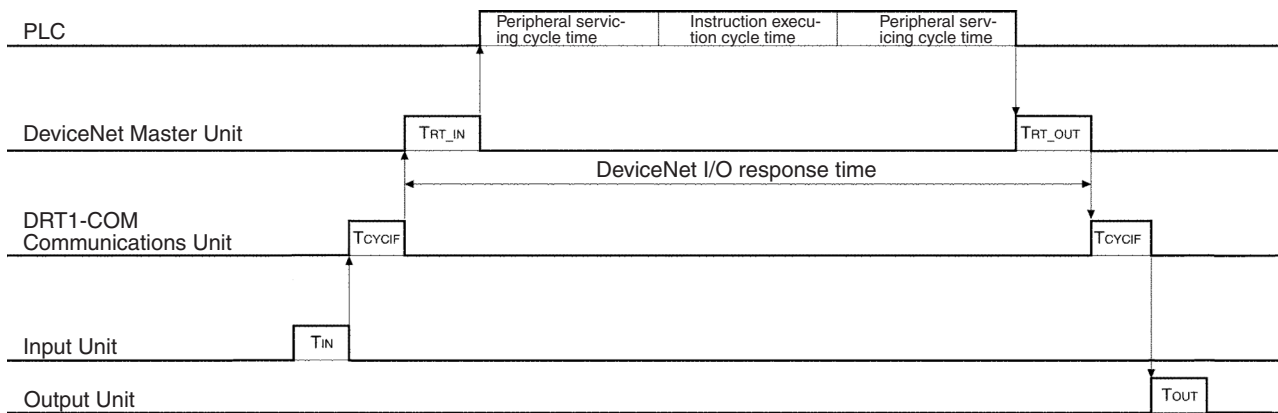 PLC
Peripheral servic-
ing cycle time
Instruction execu-
tion cycle time
Peripheral serv-
icing cycle time
DeviceNet Master Unit
TRT_IN
TRT_OUT
DeviceNet I/O response time
DRT1-COM
Communications Unit
TCYCIF
TCYCIF
Input Unit
TIN
Output Unit
TOUT